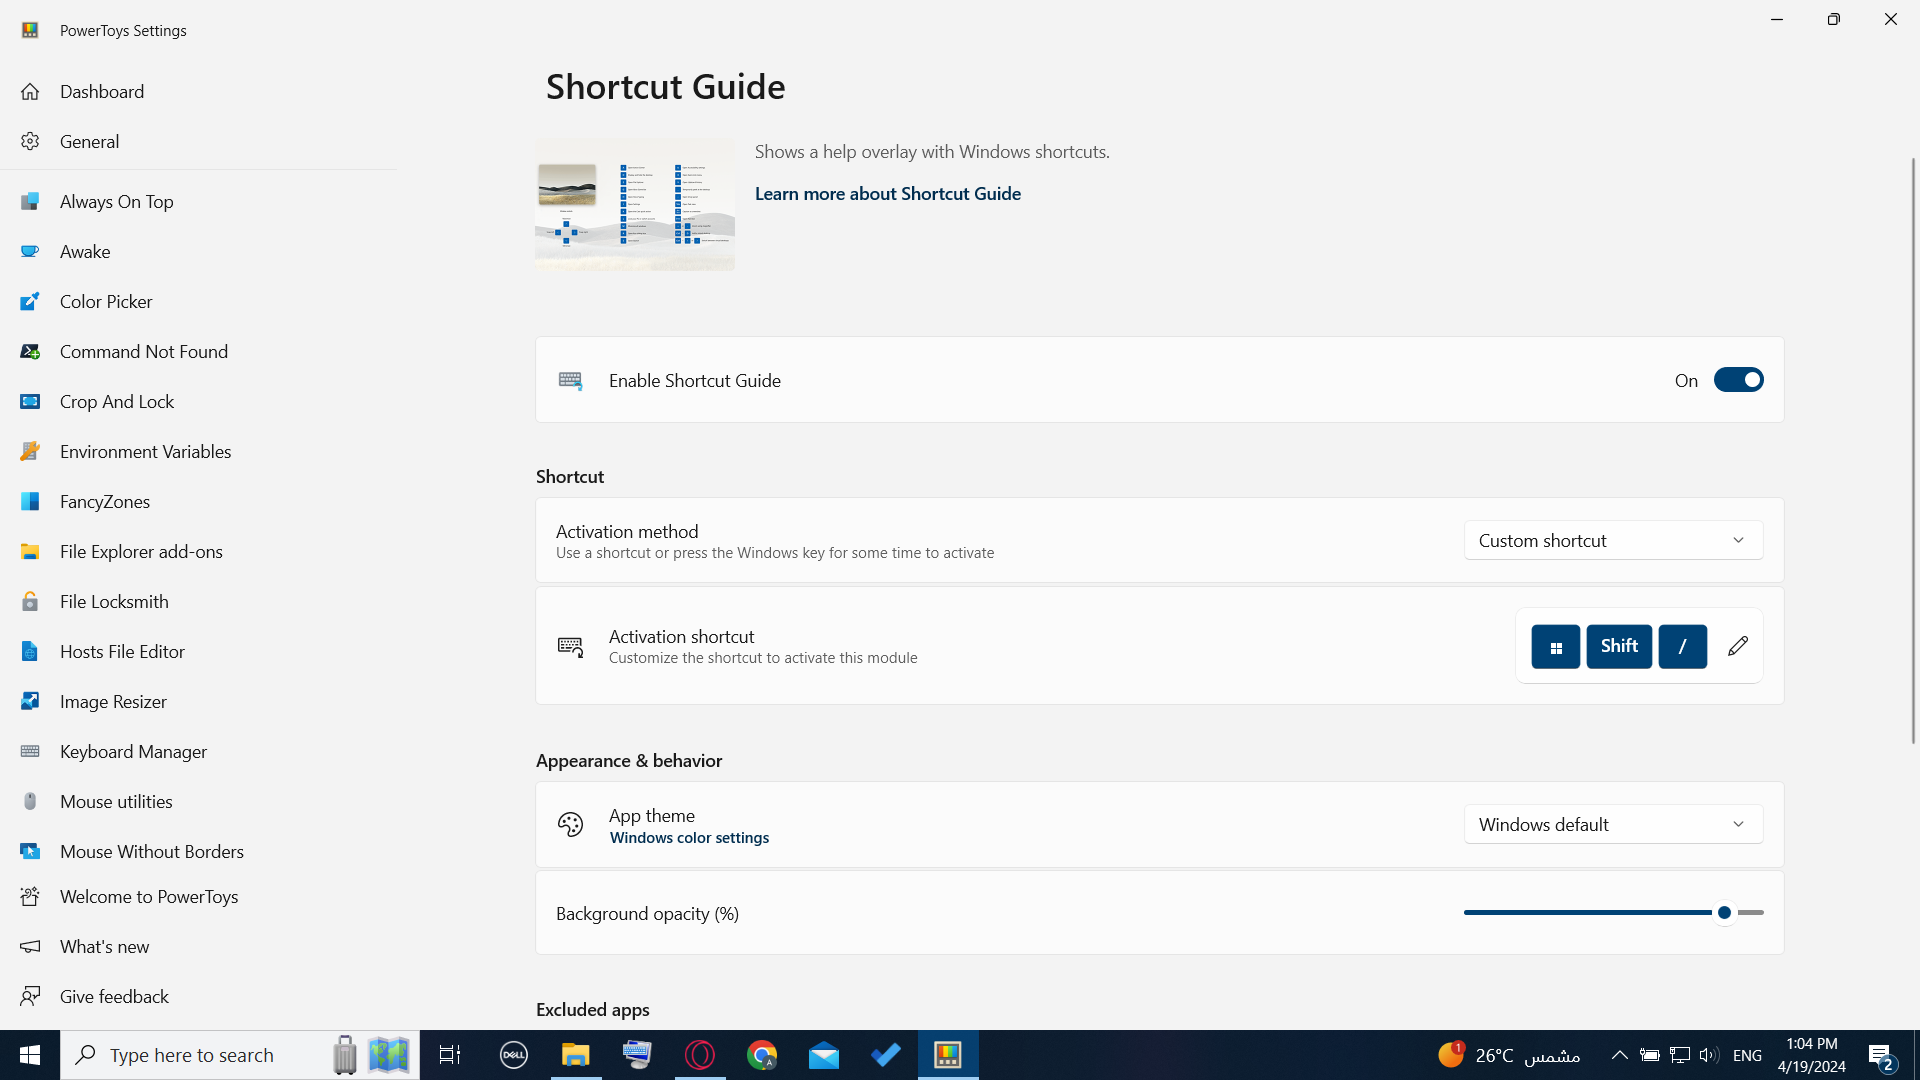 PowerToys Settings
Dashboard
General
Always On Top
Awake
Color Picker
Command Not Found
Crop And Lock
Environment Variables
FancyZones
File Explorer add-ons
File Locksmith
Hosts File Editor
Image Resizer
Keyboard Manager
Mouse utilities
Mouse Without Borders
Welcome to PowerToys
What's new
Give feedback
Shortcut Guide
Shows a help overlay with Windows shortcuts.
Learn more about Shortcut Guide
Enable Shortcut Guide
On
Shortcut
Activation method
Use a shortcut or press the Windows key for some time to activate
Custom shortcut
Activation shortcut
Customize the shortcut to activate this module
Shift /
Appearance & behavior
App theme
Windows color settings
Windows default
Background opacity (%)
Excluded apps
Type here to search
DELL
A
1
26°C مشمس
ENG
1:04 PM
4/19/2024
2